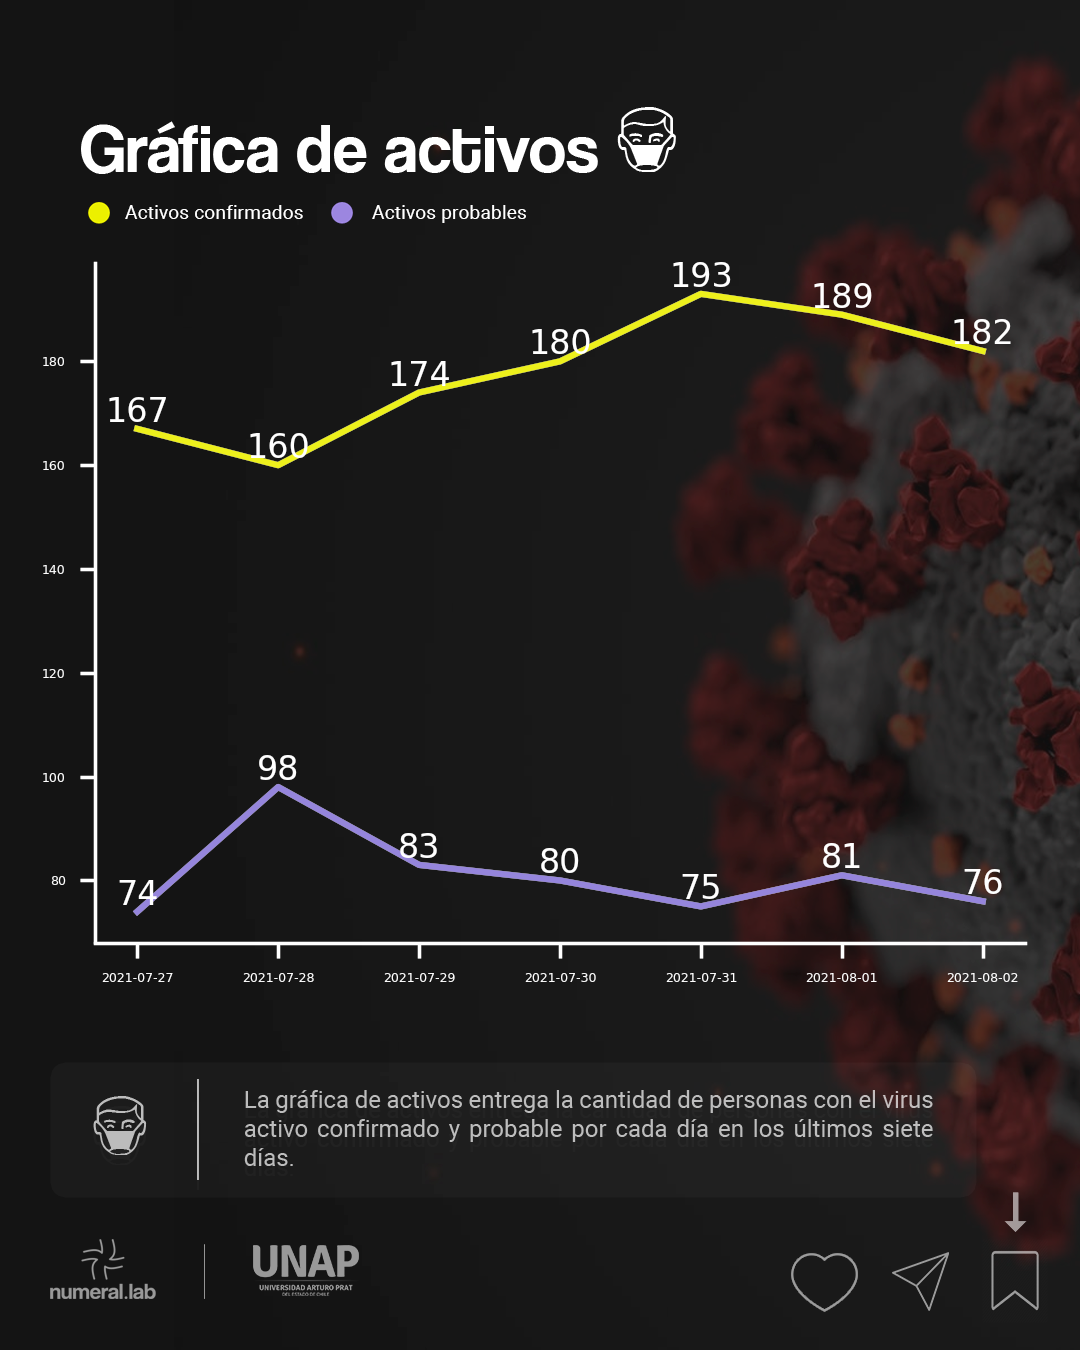 Gráfica de activos
Activos confirmados Activos probables
193
189
182
180
180
174
167
160
160
140
120
100
98
83
81
80
80
76
75
74
2021-07-27 2021-07-28 2021-07-29 2021-07-30 2021-07-31 2021-08-01 2021-08-02
La gráfica de activos entrega la cantidad de personas con el virus
activo confirmado y probable por cada día en los últimos siete
días.
numeral.lab
UNAP
UNIVERSIDAD ARTURO PRAT
DEL ESTADO DE CHILE